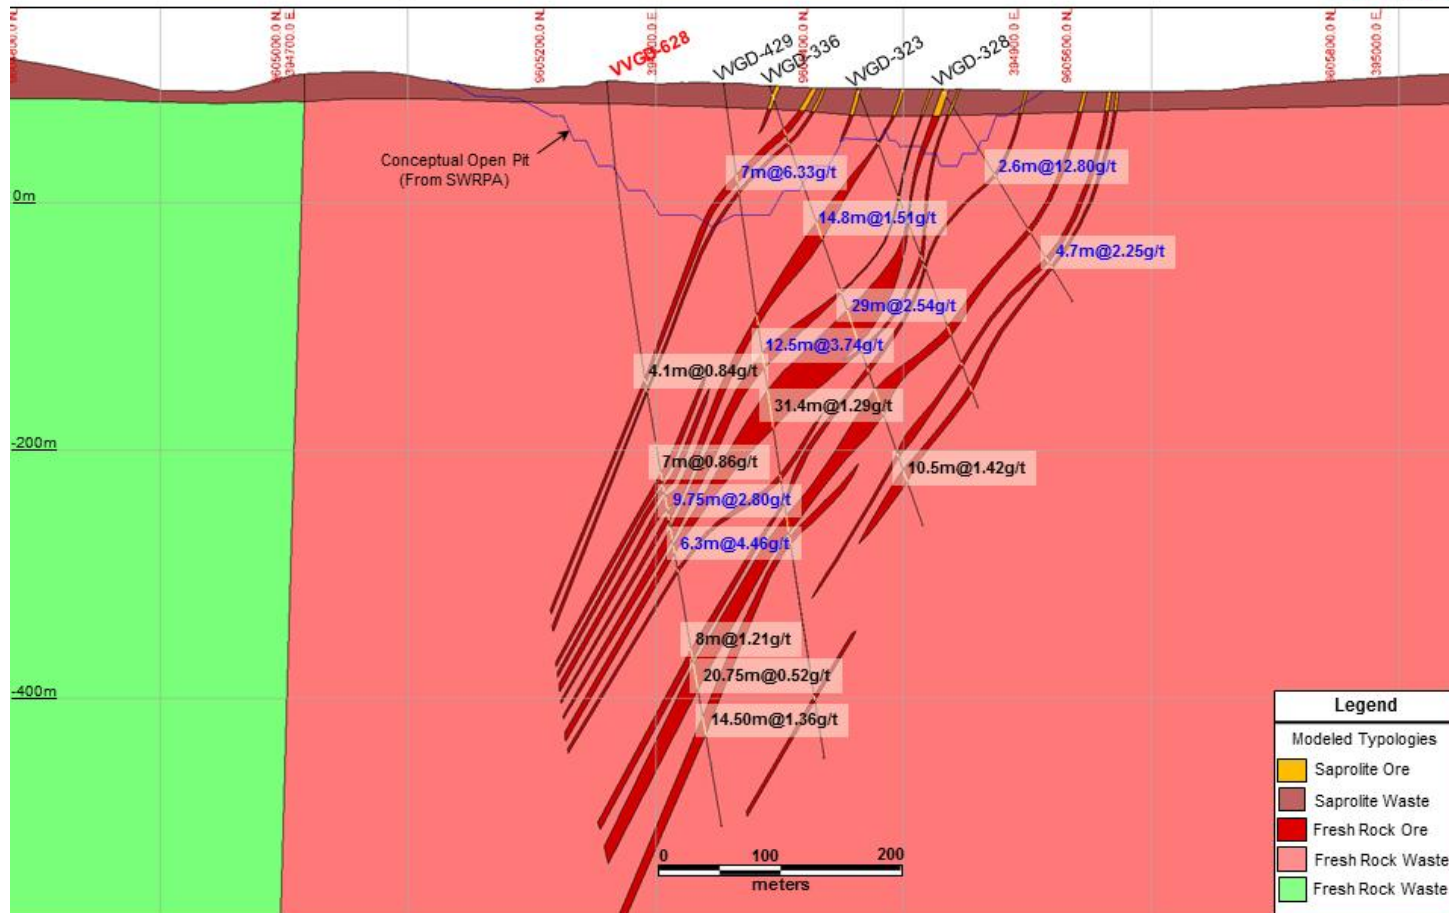 9605000.0 N
394700.0 E
9605200.0 N
VVGD-628
VVGD-429
VVGD-336
VVGD-323
VVGD-328
394900.0 E
9605600.0 N
9605800.0 N
395000.0 E
Conceptual Open Pit
(From SWRPA)
7m@6.33g/t
2.6m@12.80g/t
0m
14.8m@1.51g/t
4.7m@2.25g/t
29m@2.54g/t
12.5m@3.74g/t
4.1m@0.84g/t
31.4m@1.29g/t
-200m
7m@0.86g/t
10.5m@1.42g/t
9.75m@2.80g/t
6.3m@4.46g/t
8m@1.21g/t
20.75m@0.52g/t
-400m
14.50m@1.36g/t
0 100 200
meters
Legend
Modeled Typologies
Saprolite Ore
Saprolite Waste
Fresh Rock Ore
Fresh Rock Waste
Fresh Rock Waste